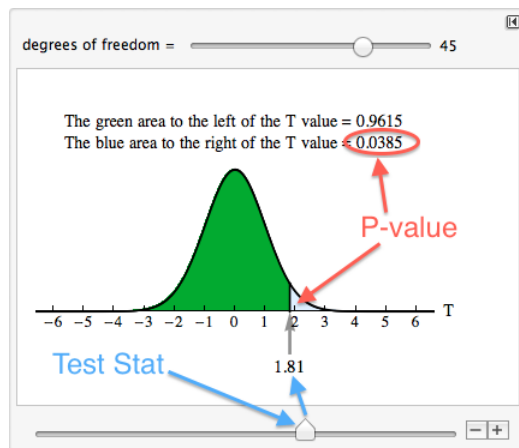 degrees of freedom = 45
The green area to the left of the T value = 0.9615
The blue area to the right of the T value = 0.0385
P-value
T
-6 -5 -4 -3 -2 -1 0 1 2 3 4 5 6
1.81
Test Stat